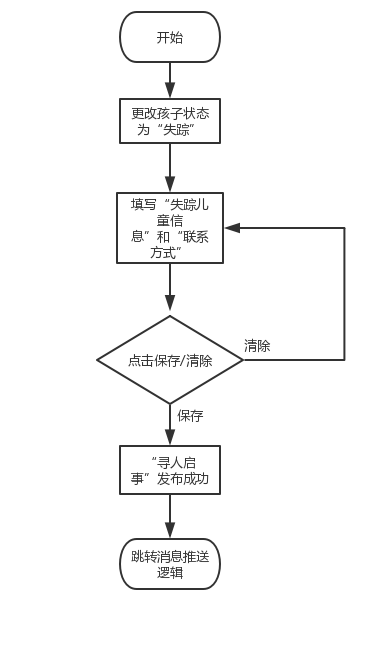 开始
更改孩子状态
为“失踪”
填写“失踪儿
童信
息”和“联系
方式”
点击保存/清除
清除
保存
“寻人启
事”发布成功
跳转消息推送
逻辑